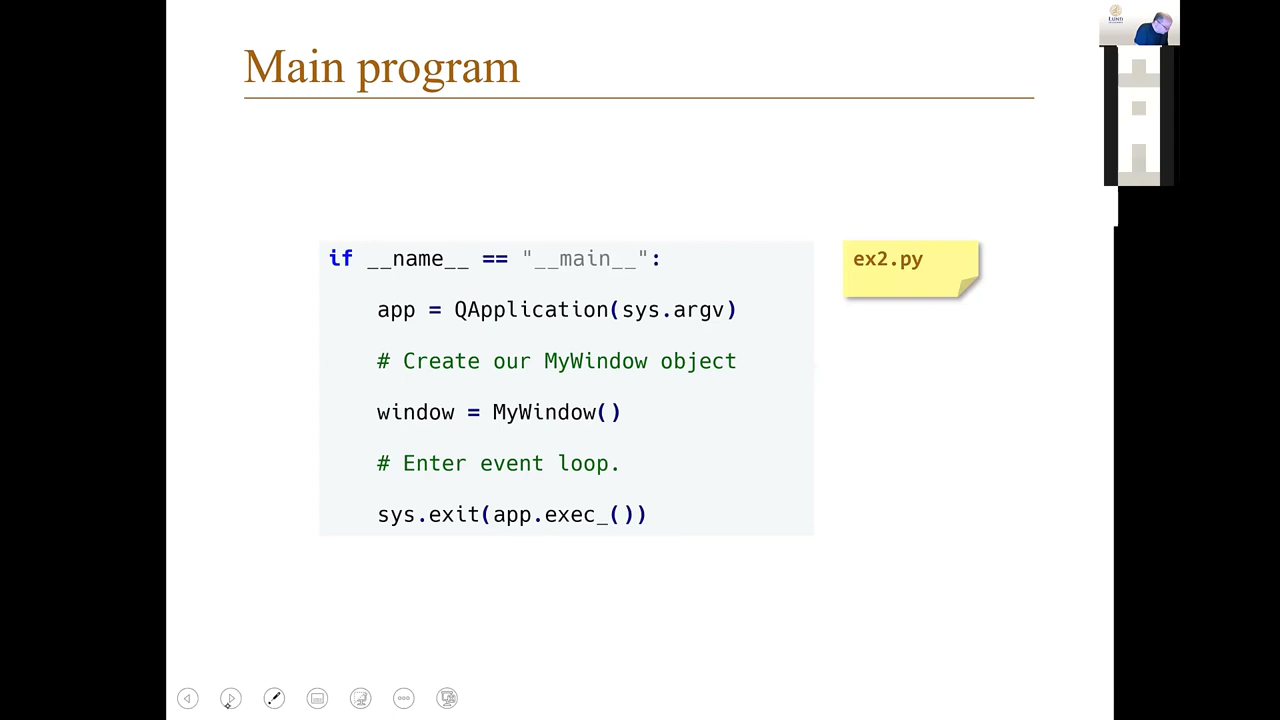 Main program
if __name__ == "__main__":
app = QApplication(sys.argv)
# Create our MyWindow object
window = MyWindow()
# Enter event loop.
sys.exit(app.exec_())
ex2.py
LUND